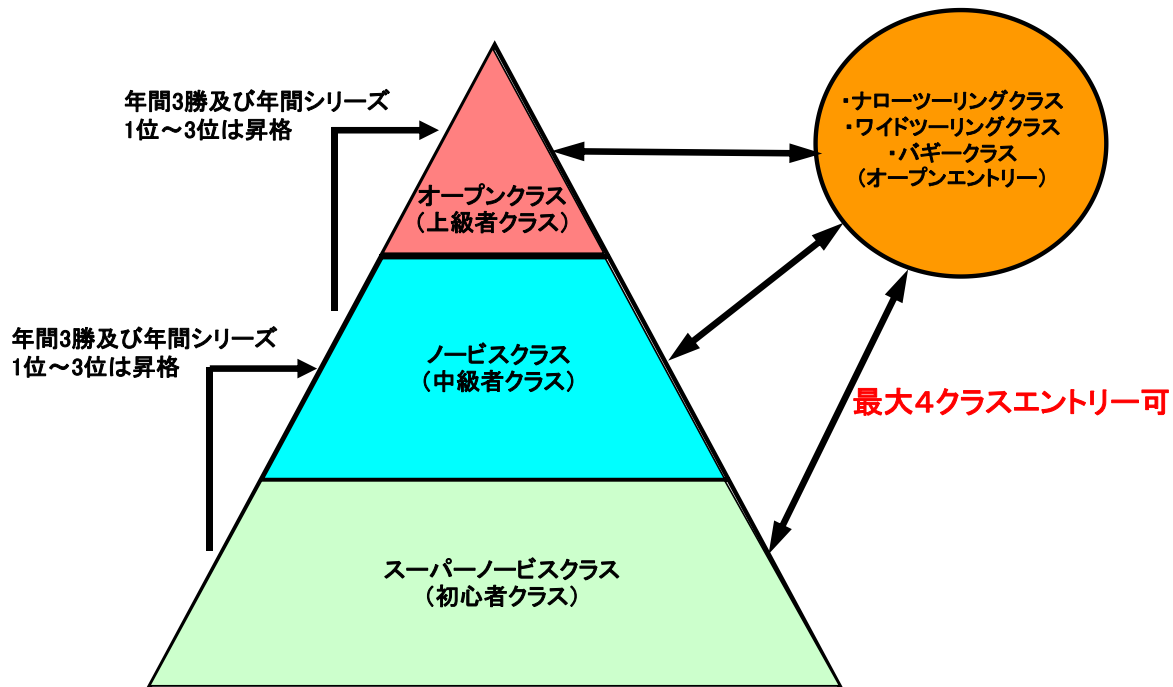 年間3勝及び年間シリーズ
1位～3位は昇格
・ナローツーリングクラス
・ワイドツーリングクラス
・バギークラス
(オープンエントリー)
オープンクラス
(上級者クラス)
年間3勝及び年間シリーズ
1位～3位は昇格
ノービスクラス
(中級者クラス)
最大４クラスエントリー可
スーパーノービスクラス
(初心者クラス)